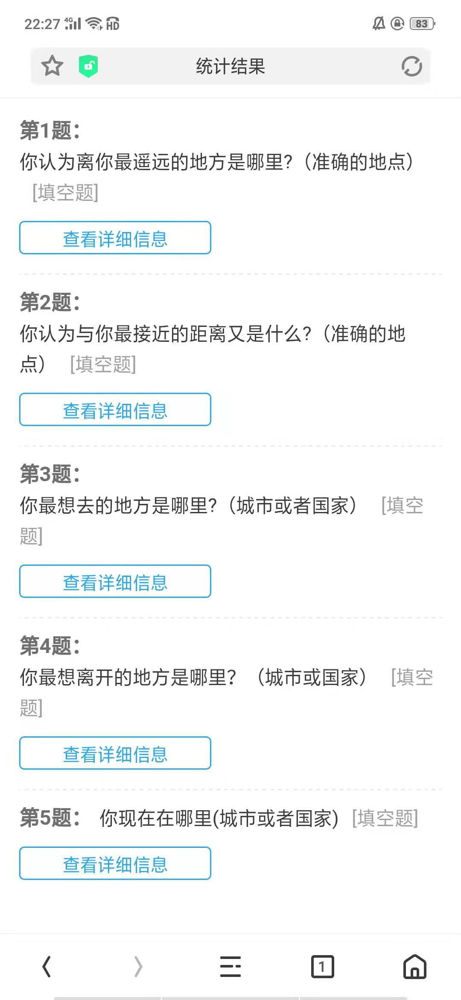 22:27 4G HD 83
统计结果
第1题：
你认为离你最遥远的地方是哪里?（准确的地点）
[填空题]
查看详细信息
第2题：
你认为与你最接近的距离又是什么?（准确的地
点） [填空题]
查看详细信息
第3题：
你最想去的地方是哪里?（城市或者国家） [填空
题]
查看详细信息
第4题：
你最想离开的地方是哪里？（城市或国家） [填空
题]
查看详细信息
第5题： 你现在在哪里(城市或者国家) [填空题]
查看详细信息
1